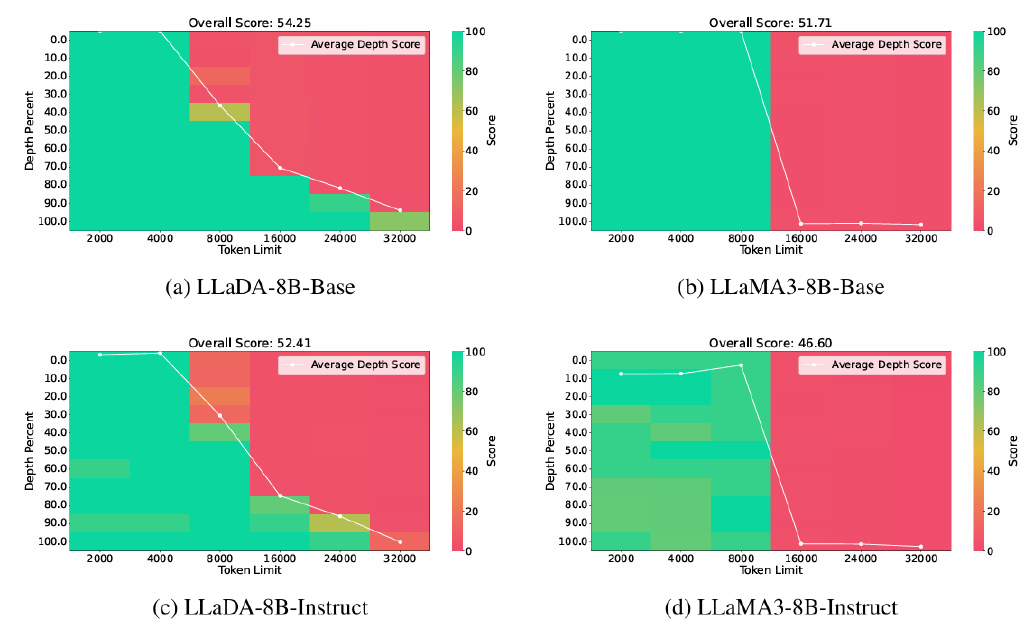 Overall Score: 54.25
Average Depth Score
Depth Percent
0.0
10.0
20.0
30.0
40.0
50.0
60.0
70.0
80.0
90.0
100.0
2000 4000 8000 16000 24000 32000
Token Limit
100
80
60
40
20
0
Score
(a) LLaDA-8B-Base
Overall Score: 51.71
Average Depth Score
Depth Percent
0.0
10.0
20.0
30.0
40.0
50.0
60.0
70.0
80.0
90.0
100.0
2000 4000 8000 16000 24000 32000
Token Limit
100
80
60
40
20
0
Score
(b) LLaMA3-8B-Base
Overall Score: 52.41
Average Depth Score
Depth Percent
0.0
10.0
20.0
30.0
40.0
50.0
60.0
70.0
80.0
90.0
100.0
2000 4000 8000 16000 24000 32000
Token Limit
100
80
60
40
20
0
Score
(c) LLaDA-8B-Instruct
Overall Score: 46.60
Average Depth Score
Depth Percent
0.0
10.0
20.0
30.0
40.0
50.0
60.0
70.0
80.0
90.0
100.0
2000 4000 8000 16000 24000 32000
Token Limit
100
80
60
40
20
0
Score
(d) LLaMA3-8B-Instruct